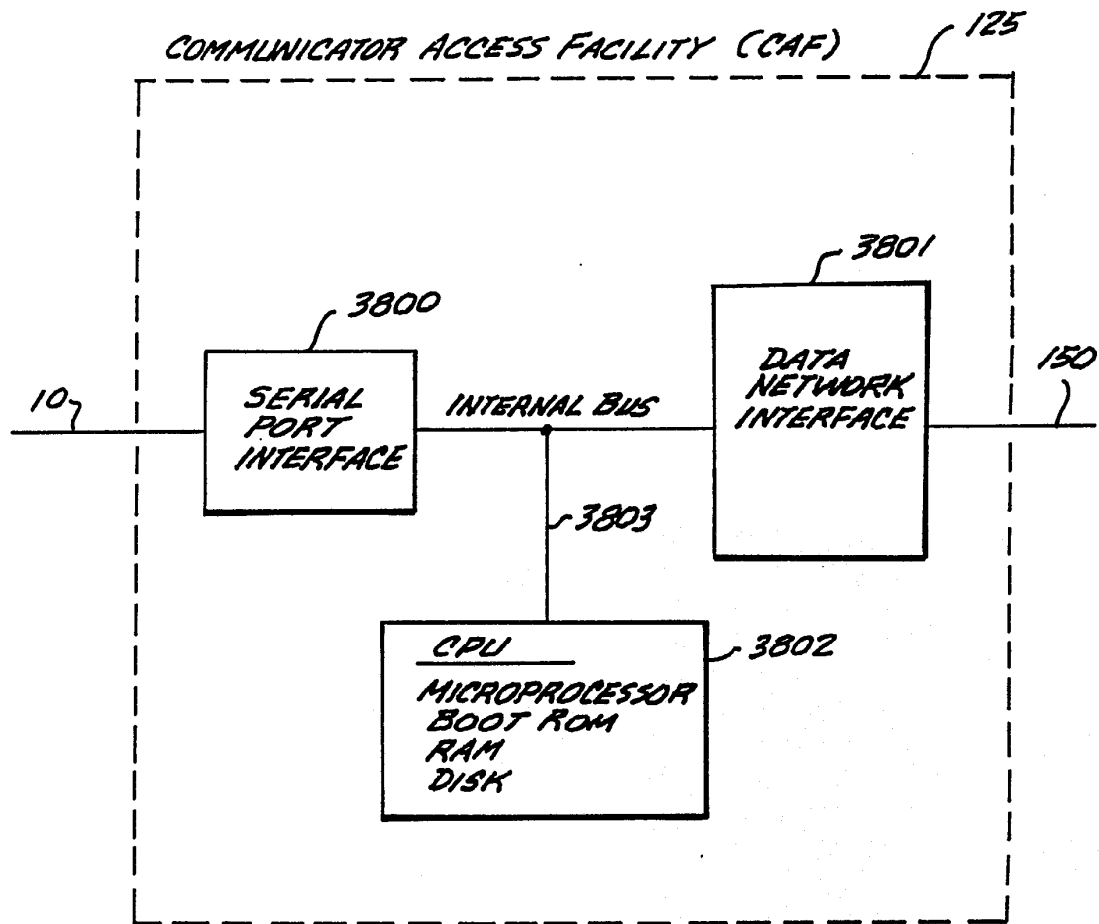 COMMUNICATOR ACCESS FACILITY (CAF)
125
3801
3800
DATA
NETWORK
INTERFACE
150
10
SERIAL
PORT
INTERFACE
INTERNAL BUS
3803
CPU
3802
MICROPROCESSOR
BOOT ROM
RAM
DISK